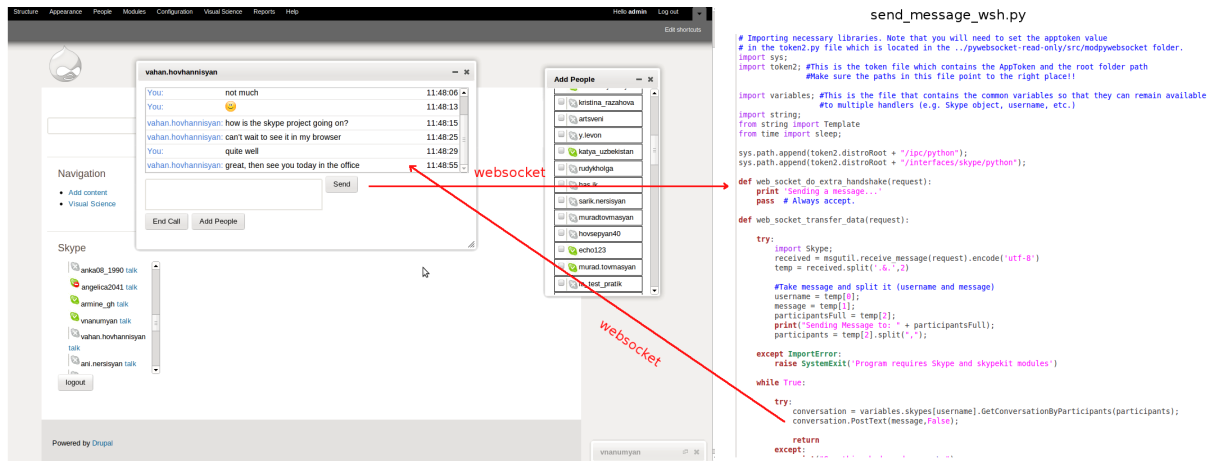 Structure Appearance People Modules Configuration Visual Science Reports Help Hello admin Log out
Edit shortcuts
vahan.hovhannisyan
You: not much 11:48:06
You: 11:48:13
vahan.hovhannisyan: how is the skype project going on? 11:48:15
vahan.hovhannisyan: can't wait to see it in my browser 11:48:25
You: quite well 11:48:29
vahan.hovhannisyan: great, then see you today in the office 11:48:55
Send
End Call Add People
Navigation
Add content
Visual Science
Skype
anka08_1990 talk
angelica2041 talk
armine_gh talk
vnanumyan talk
vahan.hovhannisyan
talk
ani.nersisyan talk
logout
Powered by Drupal
Add People
kristina_razahova
artsveni
y.levon
katya_uzbekistan
rudykholga
sarik.nersisyan
muradtovmasyan
hovsepyan40
echo123
murad.tovmasyan
test_pratik
vnanumyan
websocket
websocket
send_message_wsh.py
# Importing necessary libraries. Note that you will need to set the apptoken value
# in the token2.py file which is located in the ../pywebsocket-read-only/src/modpywebsocket folder.
import sys;
import token2; #This is the token file which contains the AppToken and the root folder path
#Make sure the paths in this file point to the right place!!
import variables; #This is the file that contains the common variables so that they can remain available
#to multiple handlers (e.g. Skype object, username, etc.)
import string;
from string import Template
from time import sleep;
sys.path.append(token2.distroRoot + "/ipc/python");
sys.path.append(token2.distroRoot + "/interfaces/skype/python");
def web_socket_do_extra_handshake(request):
print 'Sending a message...'
pass # Always accept.
def web_socket_transfer_data(request):
try:
import Skype;
received = msgutil.receive_message(request).encode('utf-8')
temp = received.split('.&.',2)
#Take message and split it (username and message)
username = temp[0];
message = temp[1];
participantsFull = temp[2];
print("Sending Message to: " + participantsFull);
participants = temp[2].split(",");
except ImportError:
raise SystemExit('Program requires Skype and skypekit modules')
while True:
try:
conversation = variables.skypes[username].GetConversationByParticipants(participants);
conversation.PostText(message,False);
return
except: